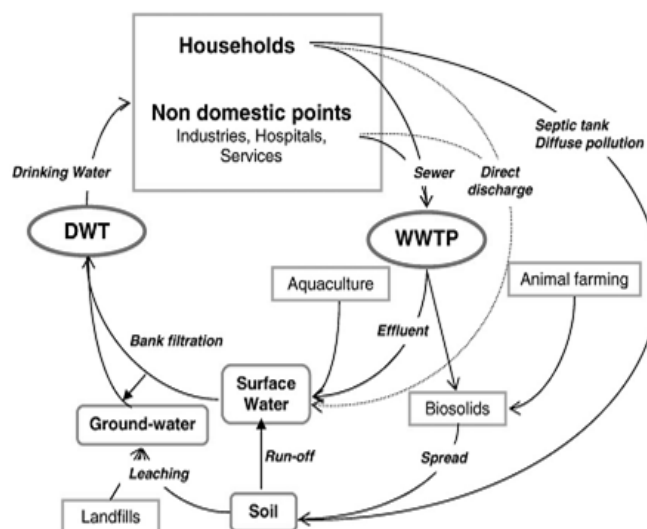 Households
Non domestic points
Industries, Hospitals,
Services
Septic tank
Diffuse pollution
Drinking Water
Sewer
Direct
discharge
DWT
WWTP
Aquaculture
Animal farming
Effluent
Bank filtration
Surface
Water
Biosolids
Ground-water
Run-off
Spread
Leaching
Landfills
Soil